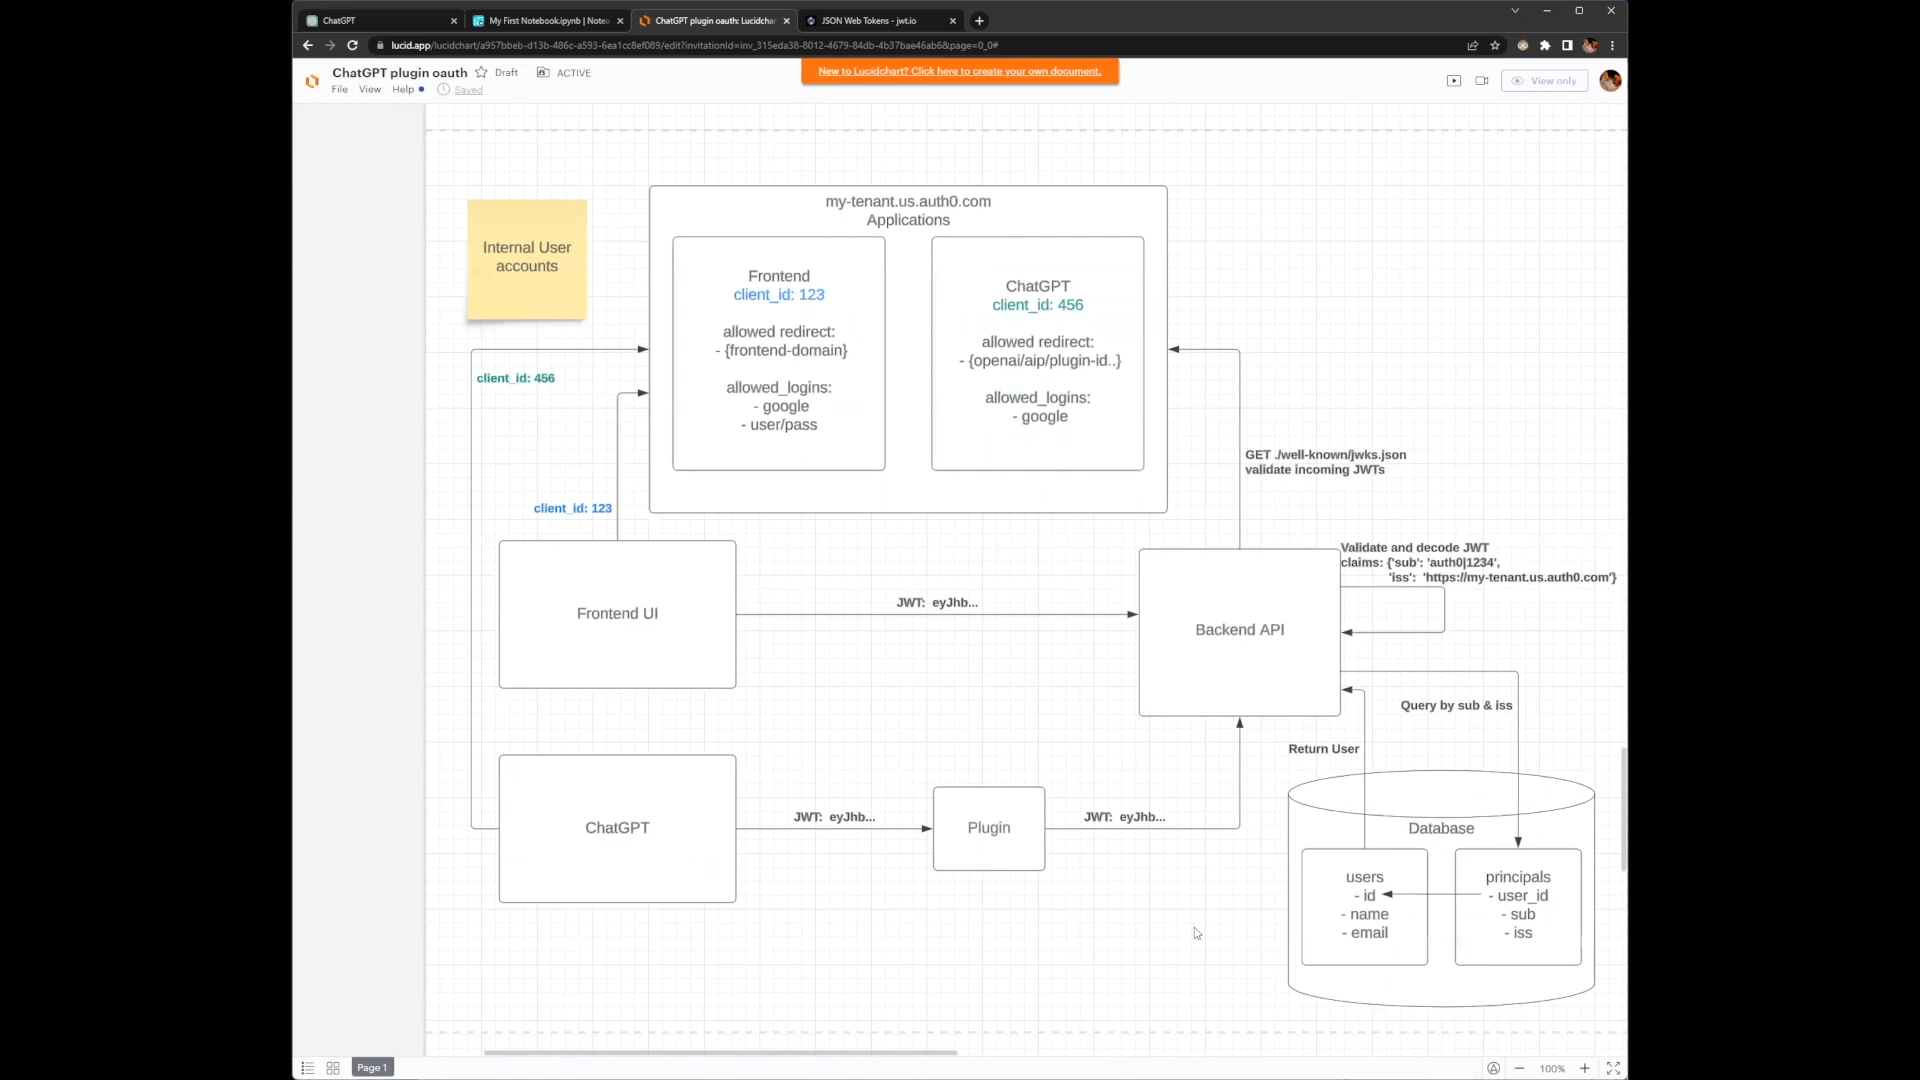 ChatGPT
My First Notebook.ipynb | Note
ChatGPT plugin oauth: Lucidchar
JSON Web Tokens - jwt.io
lucid.app/lucidchart/a957bbeb-d13b-486c-a593-6ea1cc8ef089/edit?invitationId=inv_315eda38-8012-4679-84db-4b37bae46ab6&page=0_0#
ChatGPT plugin oauth
Draft
ACTIVE
New to Lucidchart? Click here to create your own document.
File View Help
Saved
View only
Internal User
accounts
my-tenant.us.auth0.com
Applications
Frontend
client_id: 123
allowed redirect:
- {frontend-domain}
allowed_logins:
- google
- user/pass
ChatGPT
client_id: 456
allowed redirect:
- {openai/aip/plugin-id..}
allowed_logins:
- google
client_id: 456
client_id: 123
GET ./well-known/jwks.json
validate incoming JWTs
Validate and decode JWT
claims: {'sub': 'auth0|1234',
'iss': 'https://my-tenant.us.auth0.com'}
Frontend UI
JWT: eyJhb...
Backend API
Query by sub & iss
Return User
ChatGPT
JWT: eyJhb...
Plugin
JWT: eyJhb...
Database
users
- id
- name
- email
principals
- user_id
- sub
- iss
Page 1
100%